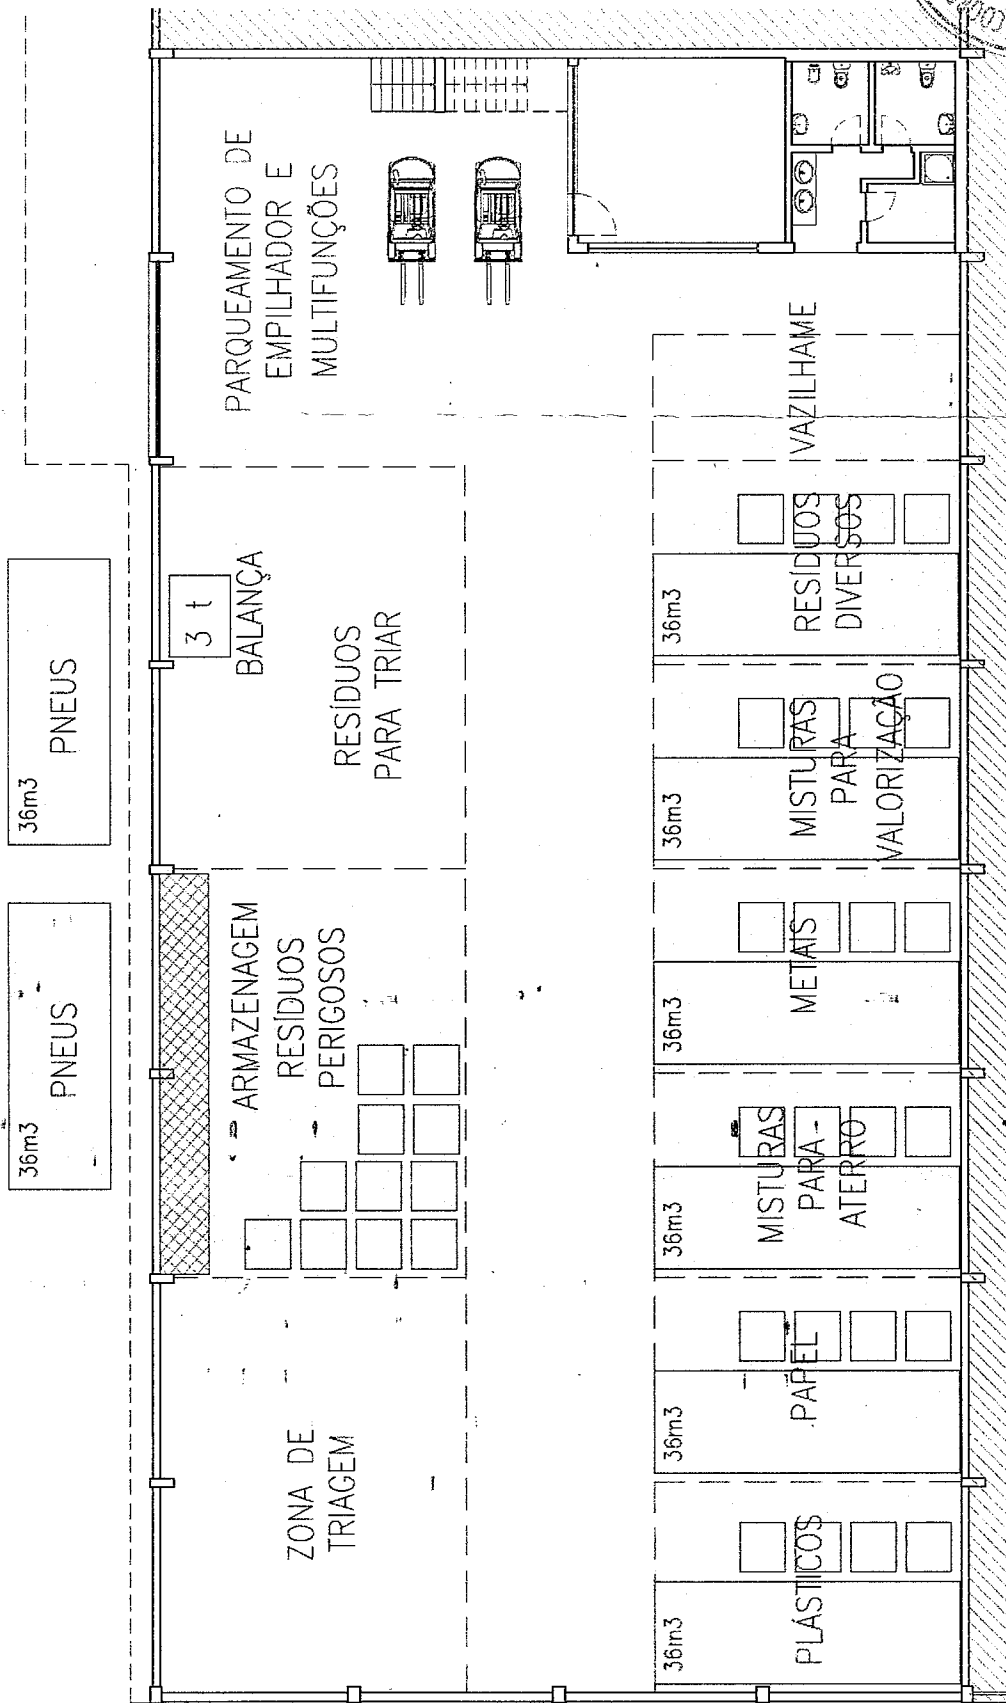 36m3
PNEUS
36m3
PNEUS
ZONA DE
TRIAGEM
ARMAZENAGEM
RESÍDUOS
PERIGOSOS
3 t
BALANÇA
RESÍDUOS
PARA TRIAR
PARQUEAMENTO DE
EMPILHADOR E
MULTIFUNÇÕES
36m3
PLÁSTICOS
36m3
PAPEL
36m3
MISTURAS
PARA
ATERRO
36m3
METAIS
36m3
MISTURAS
PARA
VALORIZAÇÃO
36m3
RESÍDUOS
DIVERSOS
VAZILHAME